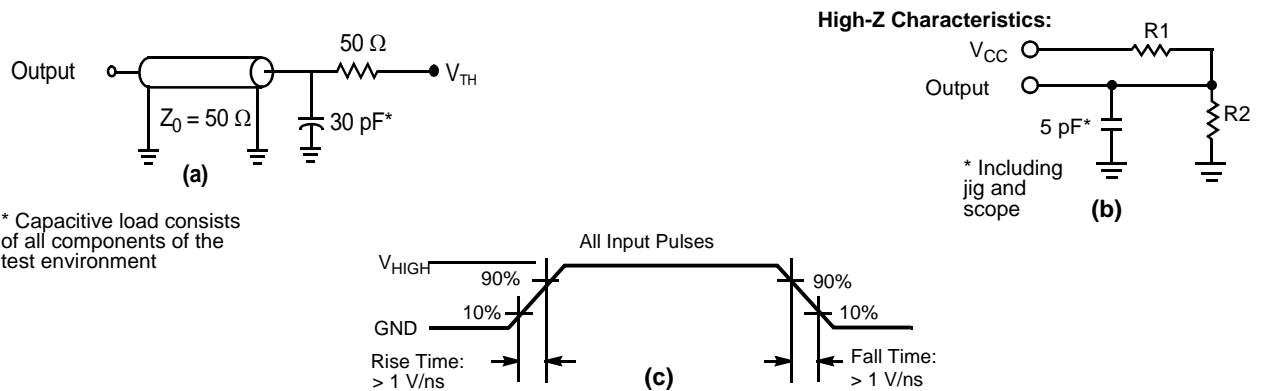 Output
50 Ω
V_TH
Z_0 = 50 Ω
30 pF*
(a)
* Capacitive load consists
of all components of the
test environment
High-Z Characteristics:
V_CC
R1
Output
R2
5 pF*
* Including
jig and
scope
(b)
All Input Pulses
V_HIGH
90%
10%
GND
90%
10%
Rise Time:
> 1 V/ns
(c)
Fall Time:
> 1 V/ns